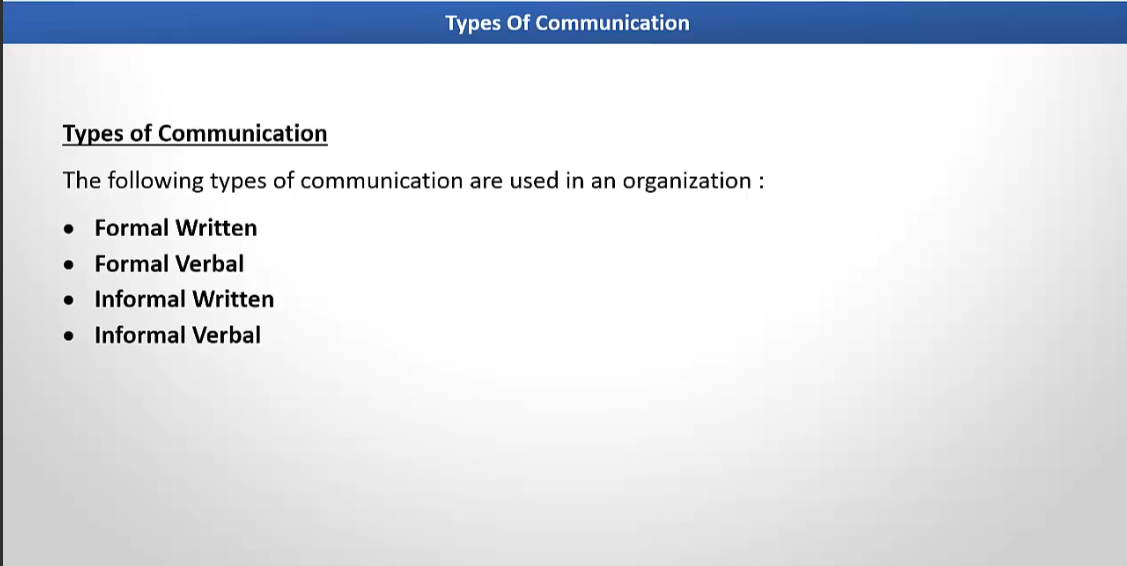 Types Of Communication
Types of Communication
The following types of communication are used in an organization :
• Formal Written
• Formal Verbal
• Informal Written
• Informal Verbal